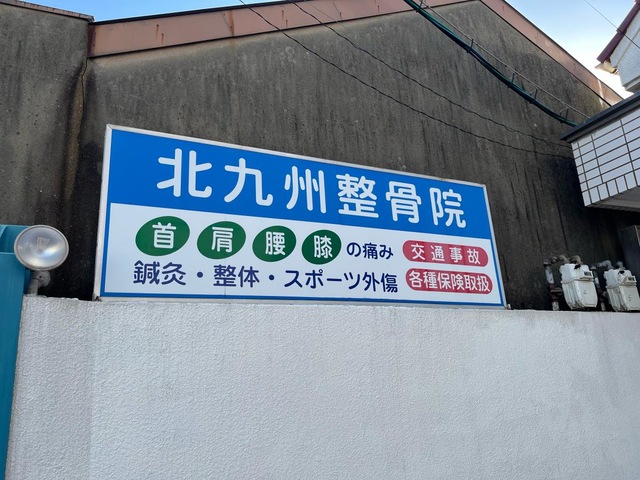 北九州整骨院
首 肩 腰 膝 の痛み 交通事故
鍼灸・整体・スポーツ外傷 各種保険取扱